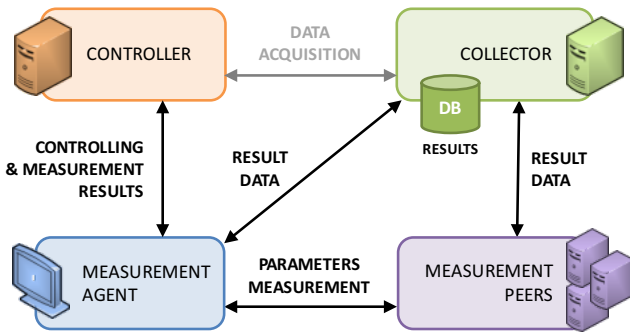 CONTROLLER
DATA
ACQUISITION
COLLECTOR
DB
RESULTS
CONTROLLING
& MEASUREMENT
RESULTS
RESULT
DATA
RESULT
DATA
MEASUREMENT
AGENT
PARAMETERS
MEASUREMENT
MEASUREMENT
PEERS